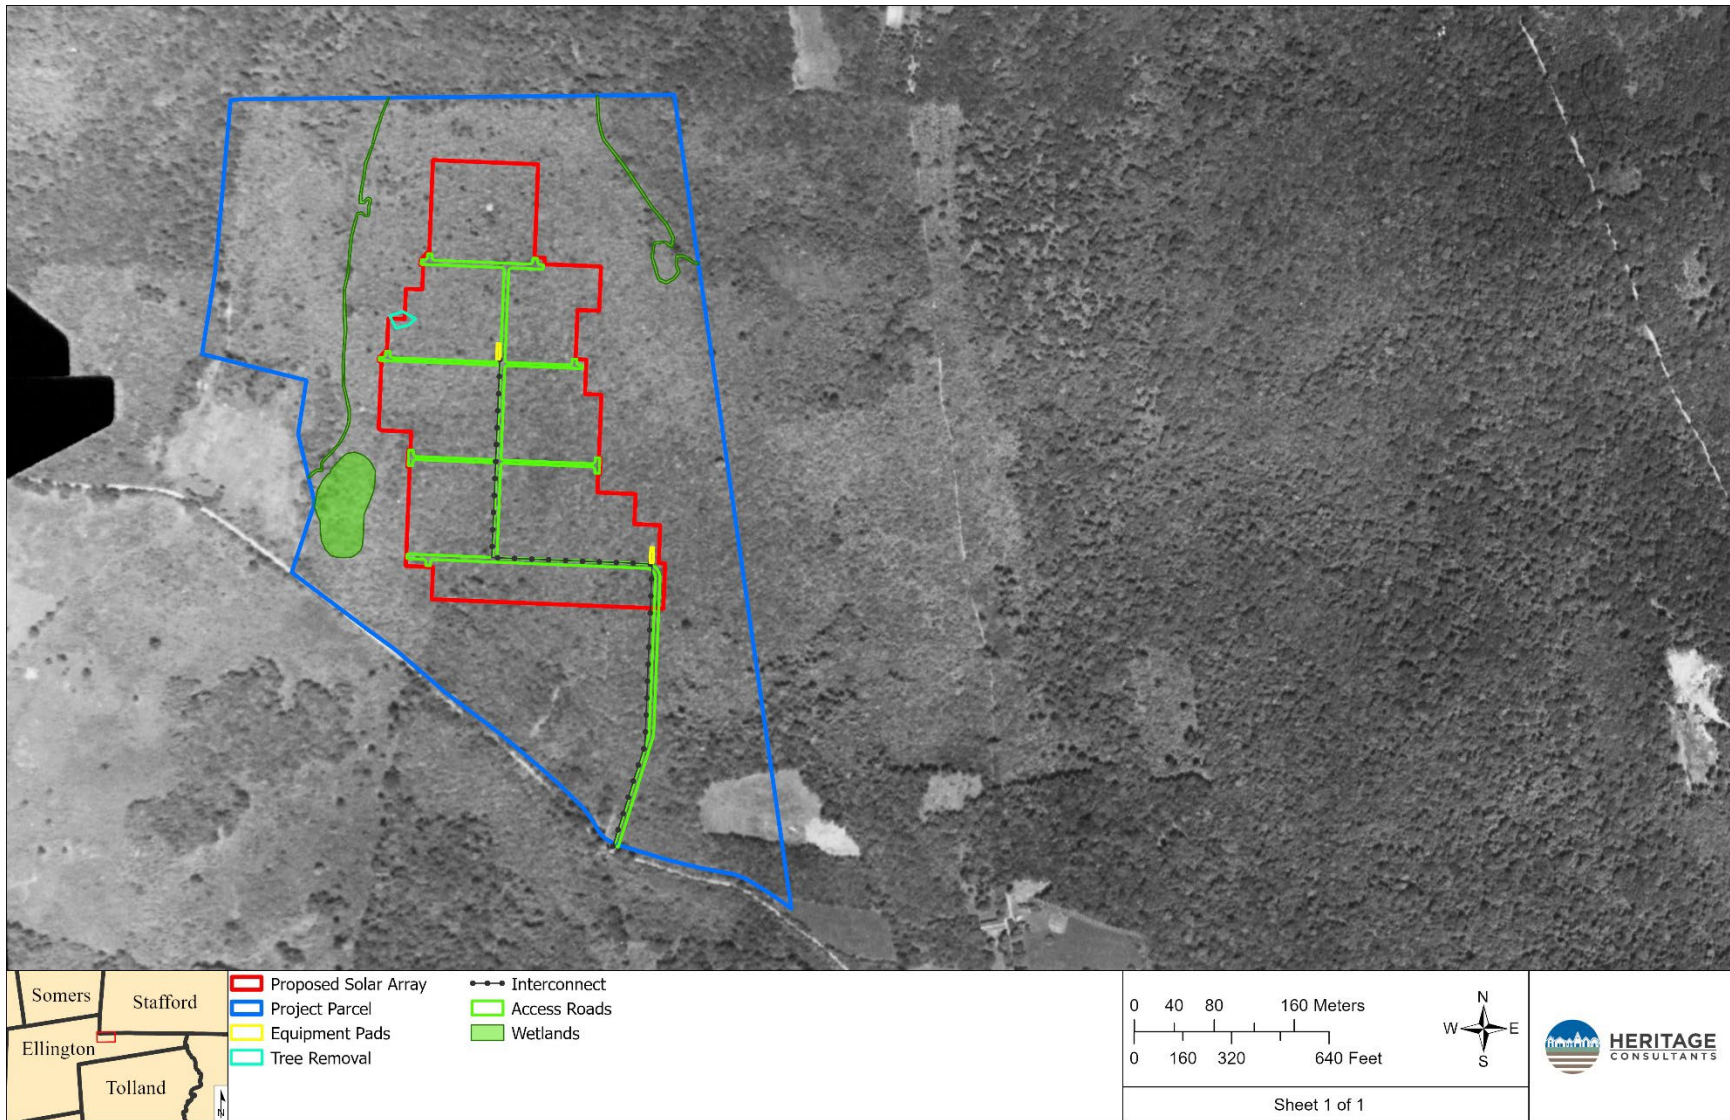 Somers
Stafford
Ellington
Tolland
N
Proposed Solar Array
Project Parcel
Equipment Pads
Tree Removal
Interconnect
Access Roads
Wetlands
0 40 80 160 Meters
0 160 320 640 Feet
N
W E
S
Sheet 1 of 1
HERITAGE
CONSULTANTS